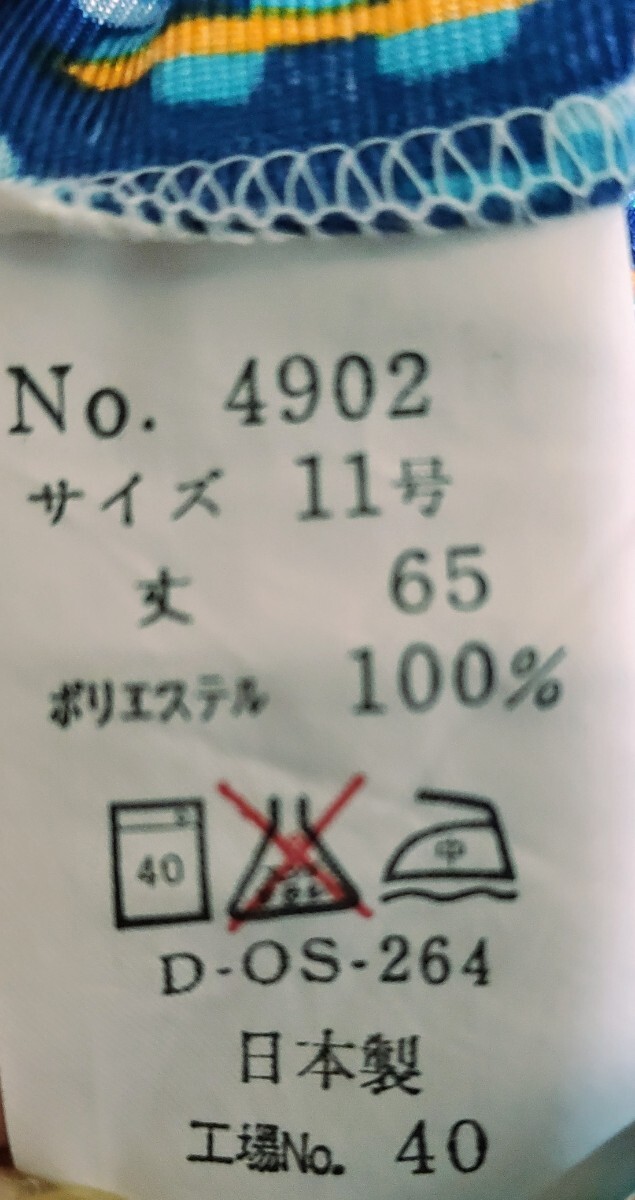 No. 4902
サイズ 11号
丈 65
ポリエステル 100%
40 中
D-OS-264
日本製
工場No. 40